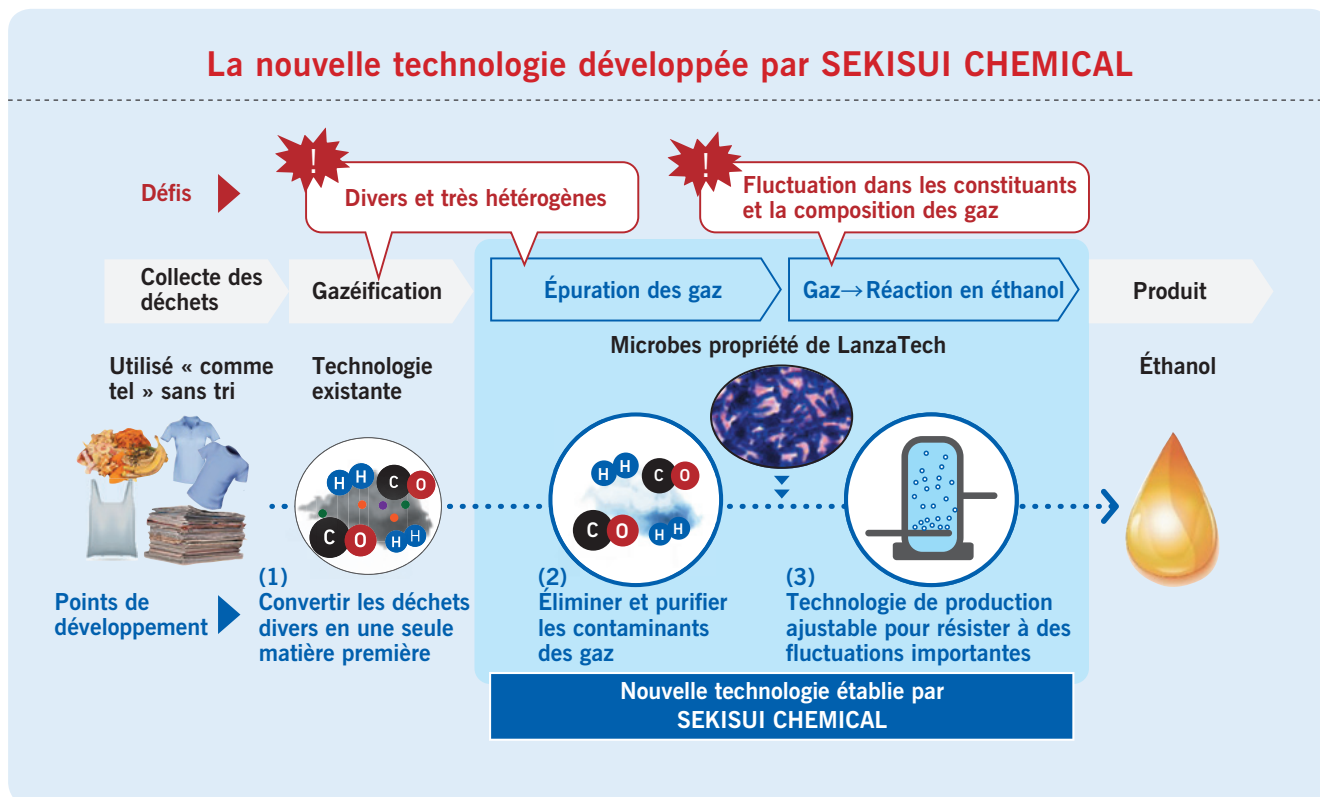 La nouvelle technologie développée par SEKISUI CHEMICAL
Défis
!
Divers et très hétérogènes
!
Fluctuation dans les constituants
et la composition des gaz
Collecte des
déchets
Gazéification
Épuration des gaz
Gaz→Réaction en éthanol
Produit
Utilisé « comme
tel » sans tri
Technologie
existante
Microbes propriété de LanzaTech
Éthanol
H H C O
C O H H
H H C O
C O H H
Points de
développement
(1)
Convertir les déchets
divers en une seule
matière première
(2)
Éliminer et purifier
les contaminants
des gaz
(3)
Technologie de production
ajustable pour résister à des
fluctuations importantes
Nouvelle technologie établie par
SEKISUI CHEMICAL